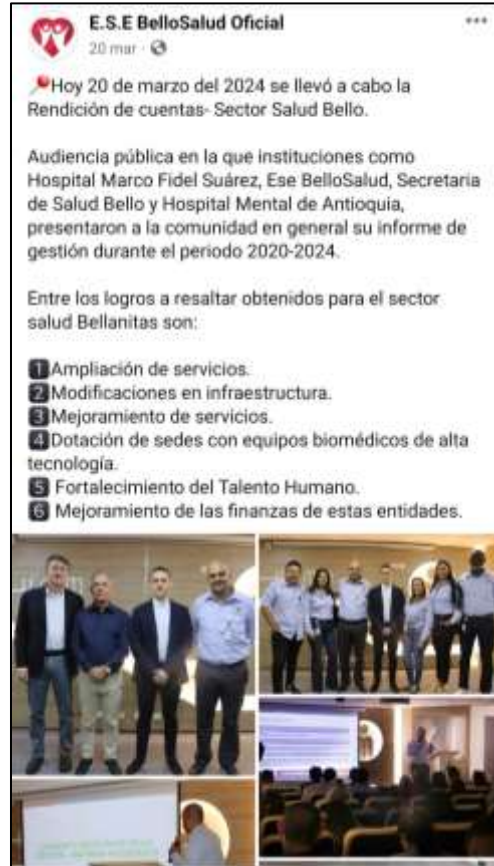 E.S.E BelloSalud Oficial
20 mar
Hoy 20 de marzo del 2024 se llevó a cabo la
Rendición de cuentas- Sector Salud Bello.
Audiencia pública en la que instituciones como
Hospital Marco Fidel Suárez, Ese BelloSalud, Secretaria
de Salud Bello y Hospital Mental de Antioquia,
presentaron a la comunidad en general su informe de
gestión durante el periodo 2020-2024.
Entre los logros a resaltar obtenidos para el sector
salud Bellanitas son:
1 Ampliación de servicios.
2 Modificaciones en infraestructura.
3 Mejoramiento de servicios.
4 Dotación de sedes con equipos biomédicos de alta
tecnología.
5 Fortalecimiento del Talento Humano.
6 Mejoramiento de las finanzas de estas entidades.